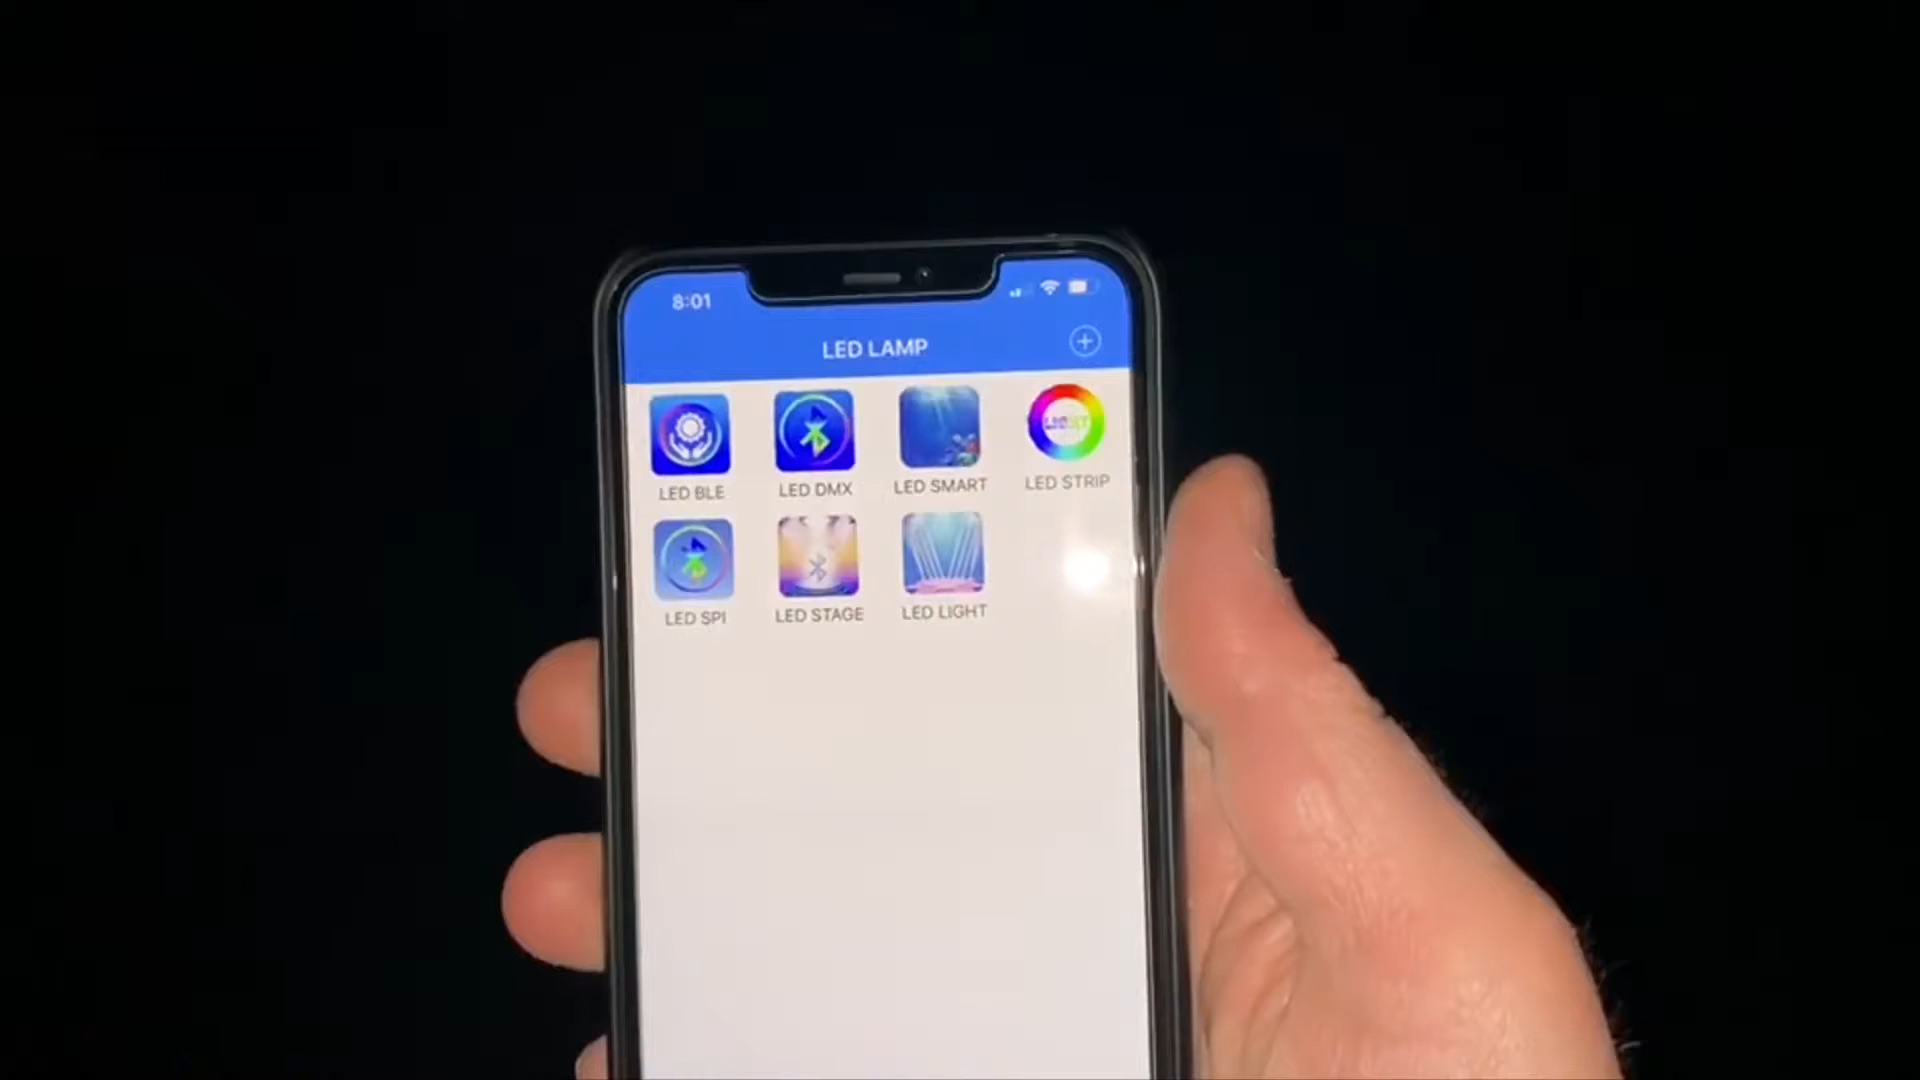 8:01
LED LAMP
LED BLE LED DMX LED SMART LED STRIP
LED SPI LED STAGE LED LIGHT